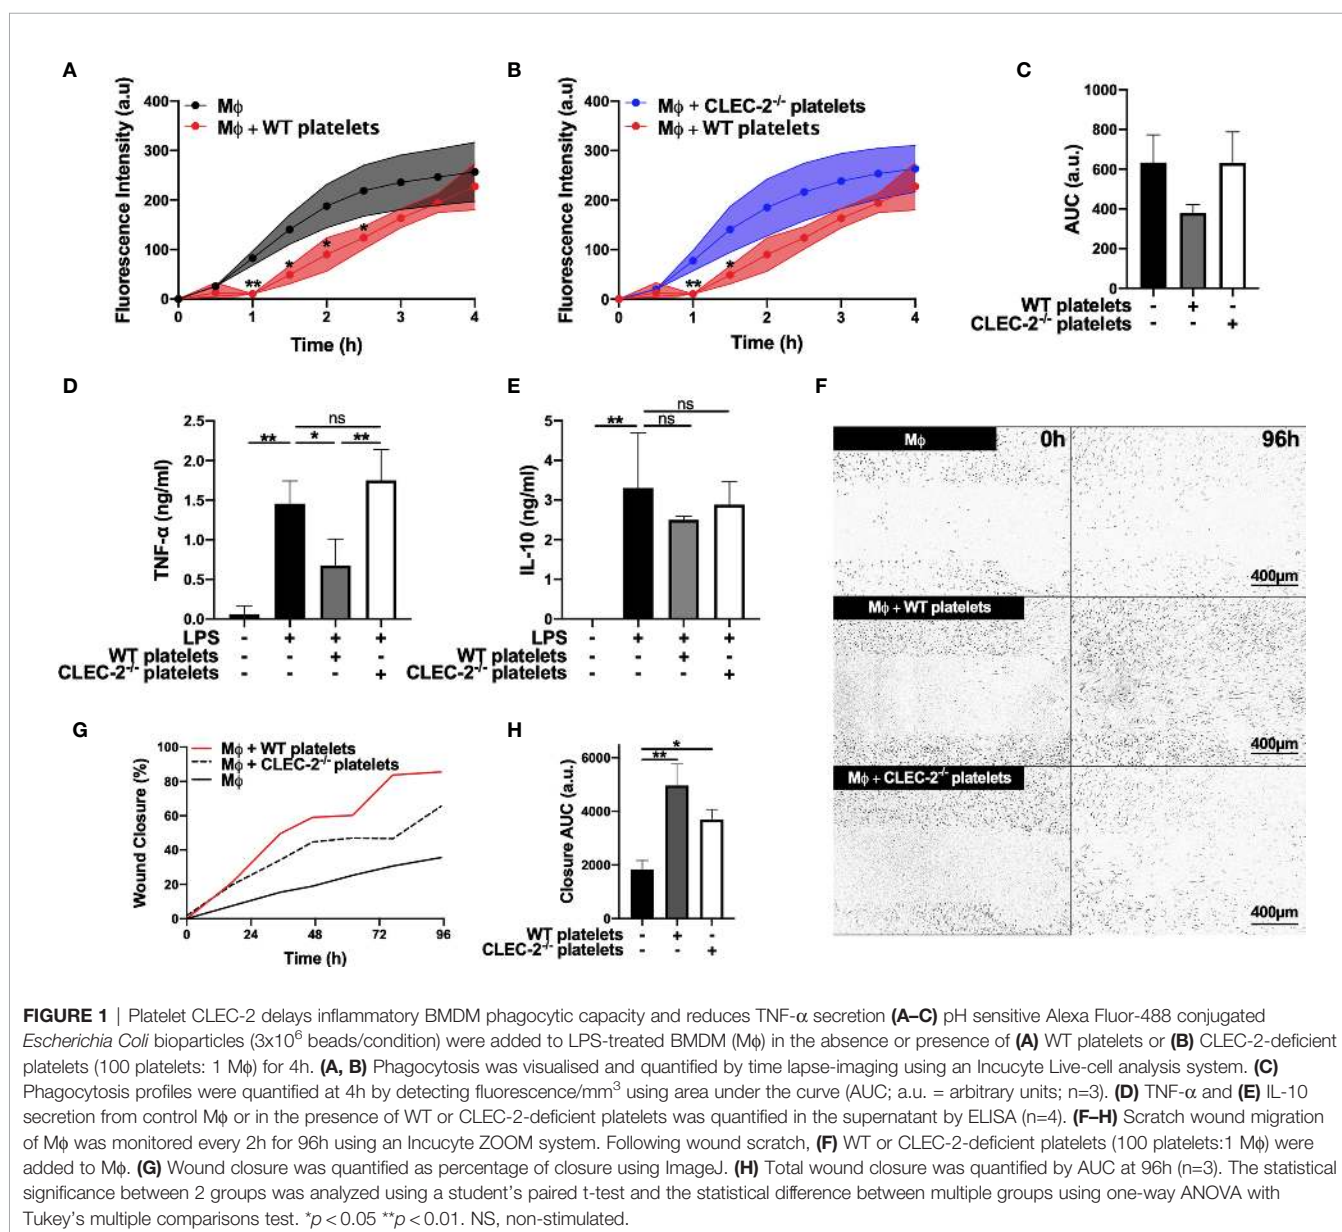 A
Fluorescence Intensity (a.u)
400
300
200
100
0
Mϕ
Mϕ + WT platelets
**
*
*
*
0 1 2 3 4
Time (h)
B
Fluorescence Intensity (a.u)
400
300
200
100
0
Mϕ + CLEC-2-/- platelets
Mϕ + WT platelets
**
*
0 1 2 3 4
Time (h)
C
AUC (a.u.)
1000
800
600
400
200
0
WT platelets - + -
CLEC-2-/- platelets - - +
D
TNF-α (ng/ml)
2.5
2.0
1.5
1.0
0.5
0.0
ns
** * **
LPS - + + +
WT platelets - - + -
CLEC-2-/- platelets - - - +
E
IL-10 (ng/ml)
5
4
3
2
1
0
ns
** ns
LPS - + + +
WT platelets - - + -
CLEC-2-/- platelets - - - +
F
Mϕ 0h 96h
400µm
Mϕ + WT platelets
400µm
Mϕ + CLEC-2-/- platelets
400µm
G
Wound Closure (%)
100
80
60
40
20
0
Mϕ + WT platelets
Mϕ + CLEC-2-/- platelets
Mϕ
0 24 48 72 96
Time (h)
H
Closure AUC (a.u.)
6000
4000
2000
0
*
**
WT platelets - + -
CLEC-2-/- platelets - - +
FIGURE 1 | Platelet CLEC-2 delays inflammatory BMDM phagocytic capacity and reduces TNF-α secretion (A–C) pH sensitive Alexa Fluor-488 conjugated
Escherichia Coli bioparticles (3x10⁶ beads/condition) were added to LPS-treated BMDM (Mϕ) in the absence or presence of (A) WT platelets or (B) CLEC-2-deficient
platelets (100 platelets: 1 Mϕ) for 4h. (A, B) Phagocytosis was visualised and quantified by time lapse-imaging using an Incucyte Live-cell analysis system. (C)
Phagocytosis profiles were quantified at 4h by detecting fluorescence/mm³ using area under the curve (AUC; a.u. = arbitrary units; n=3). (D) TNF-α and (E) IL-10
secretion from control Mϕ or in the presence of WT or CLEC-2-deficient platelets was quantified in the supernatant by ELISA (n=4). (F–H) Scratch wound migration
of Mϕ was monitored every 2h for 96h using an Incucyte ZOOM system. Following wound scratch, (F) WT or CLEC-2-deficient platelets (100 platelets:1 Mϕ) were
added to Mϕ. (G) Wound closure was quantified as percentage of closure using ImageJ. (H) Total wound closure was quantified by AUC at 96h (n=3). The statistical
significance between 2 groups was analyzed using a student's paired t-test and the statistical difference between multiple groups using one-way ANOVA with
Tukey's multiple comparisons test. *p < 0.05 **p < 0.01. NS, non-stimulated.